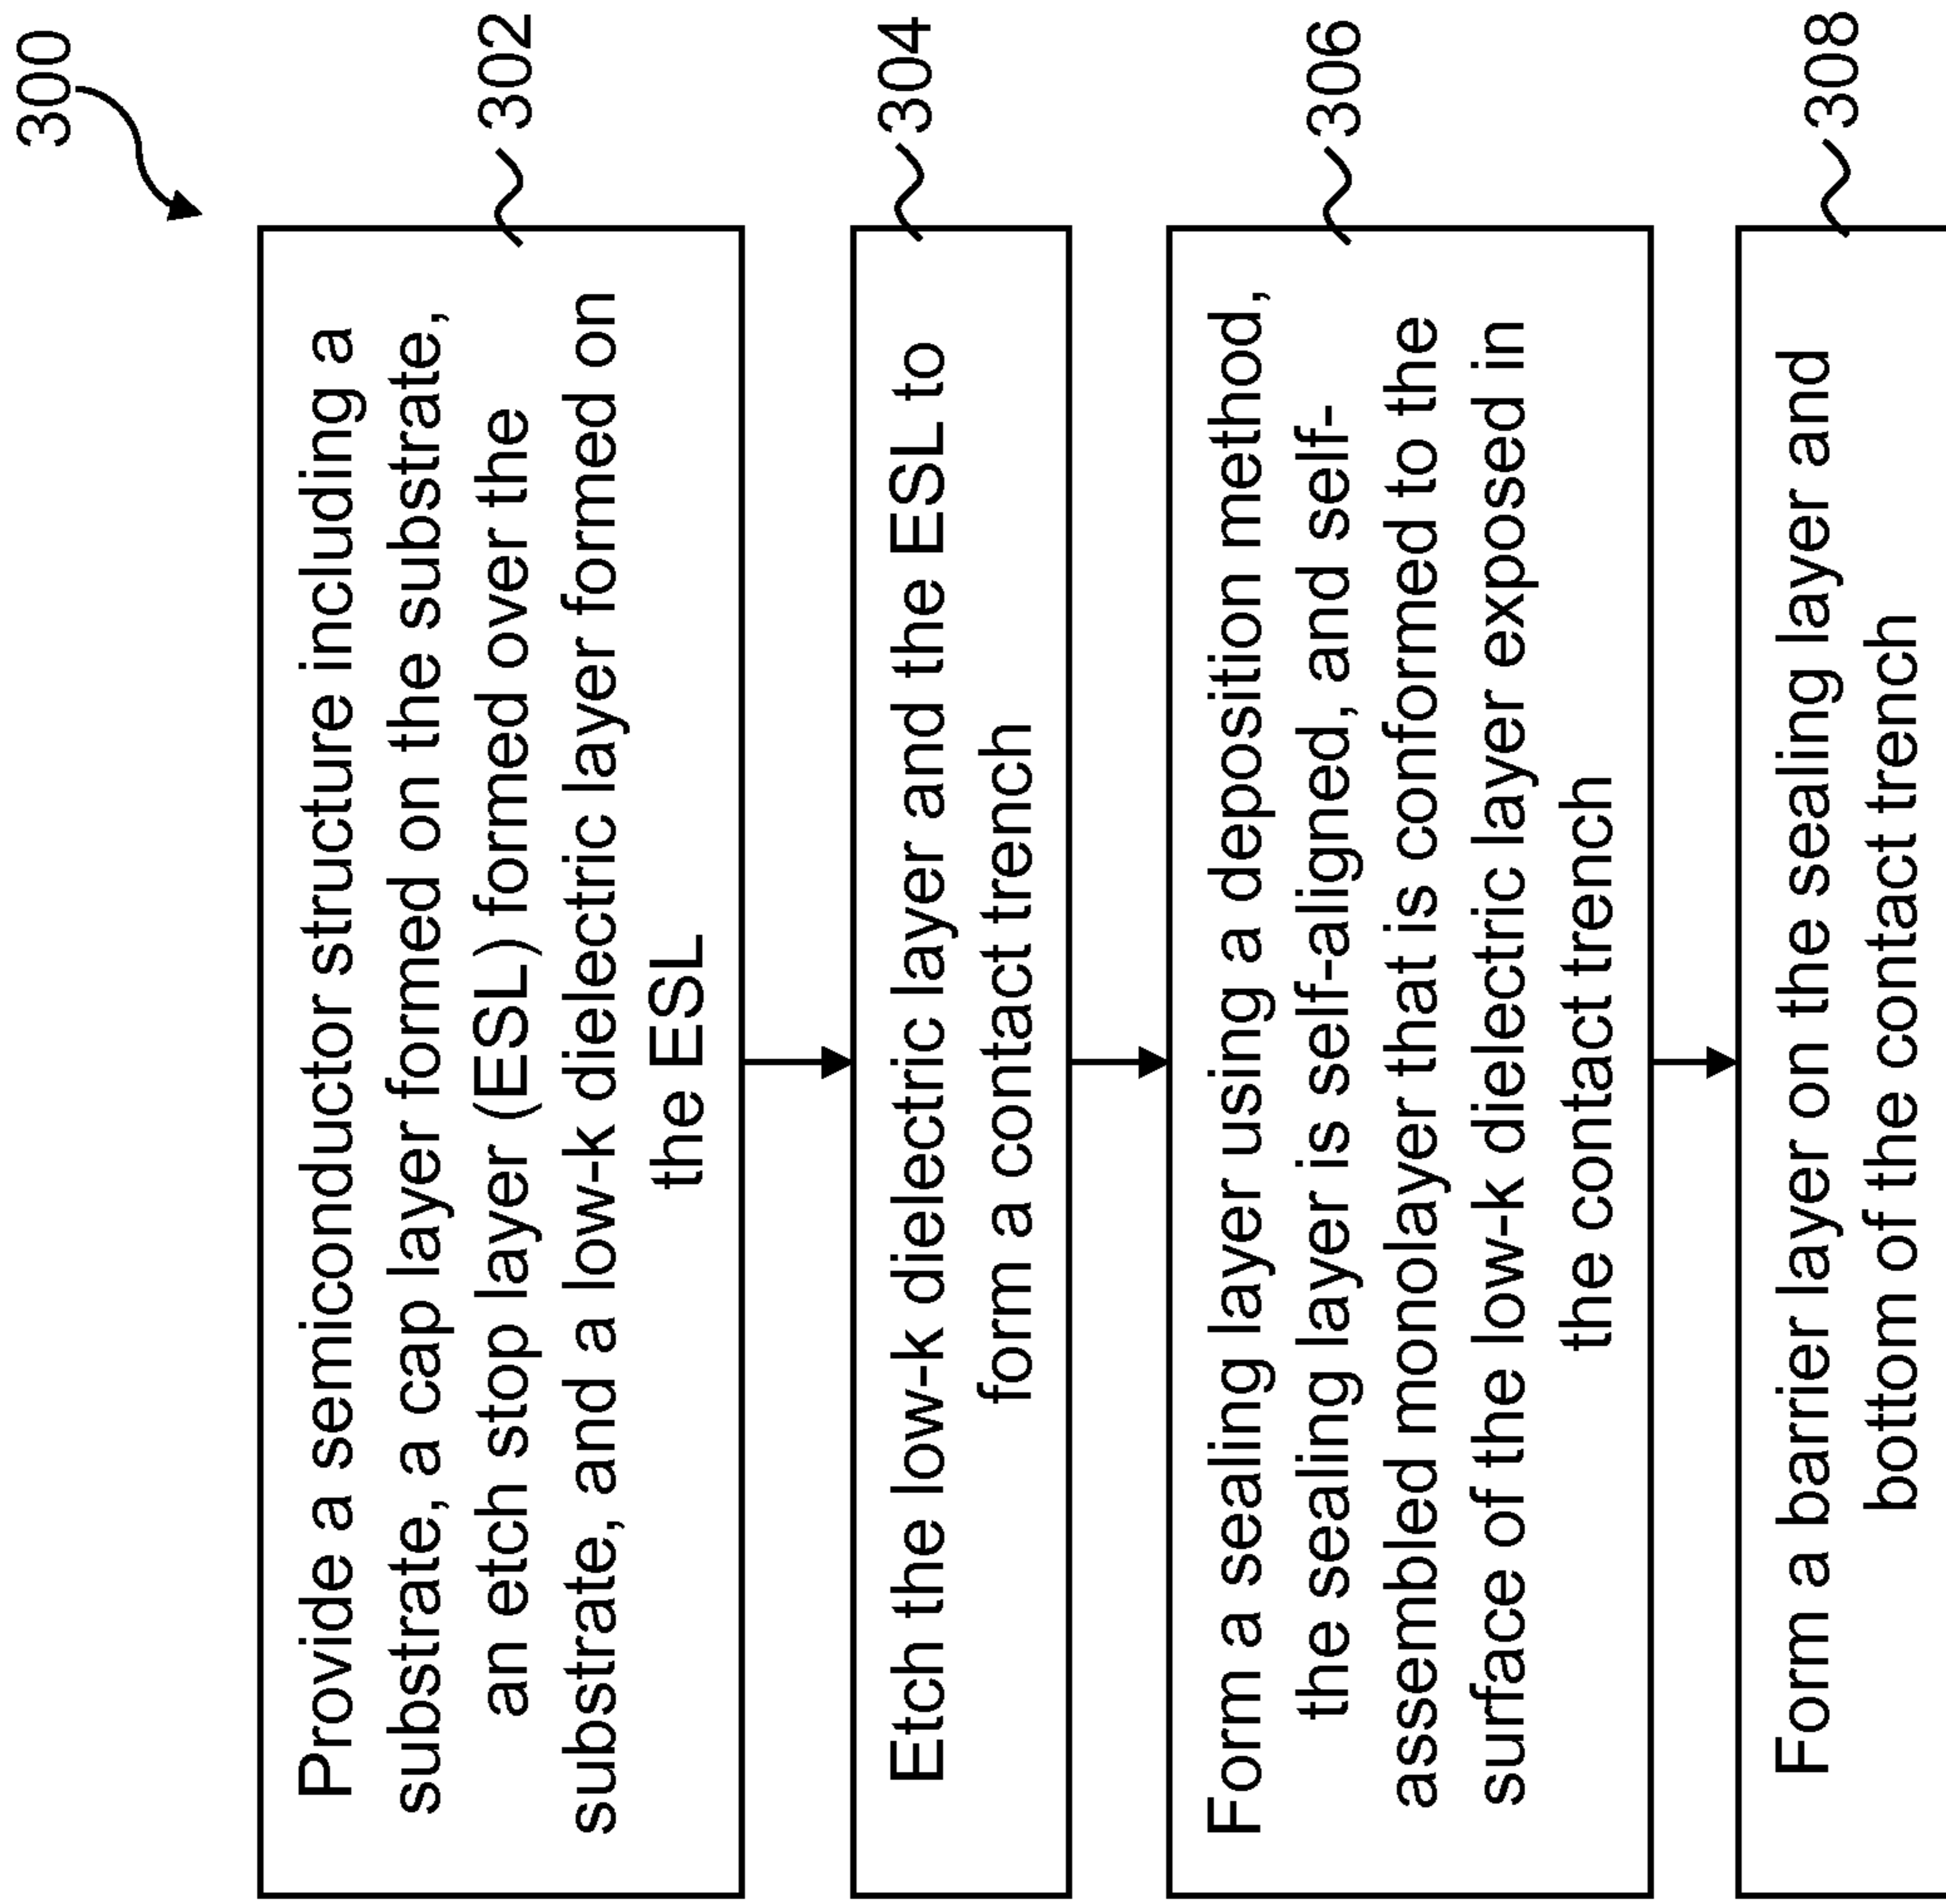 300
Provide a semiconductor structure including a
substrate, a cap layer formed on the substrate,
an etch stop layer (ESL) formed over the
substrate, and a low-k dielectric layer formed on
the ESL
302
Etch the low-k dielectric layer and the ESL to
form a contact trench
304
Form a sealing layer using a deposition method,
the sealing layer is self-aligned, and self-
assembled monolayer that is conformed to the
surface of the low-k dielectric layer exposed in
the contact trench
306
Form a barrier layer on the sealing layer and
bottom of the contact trench
308